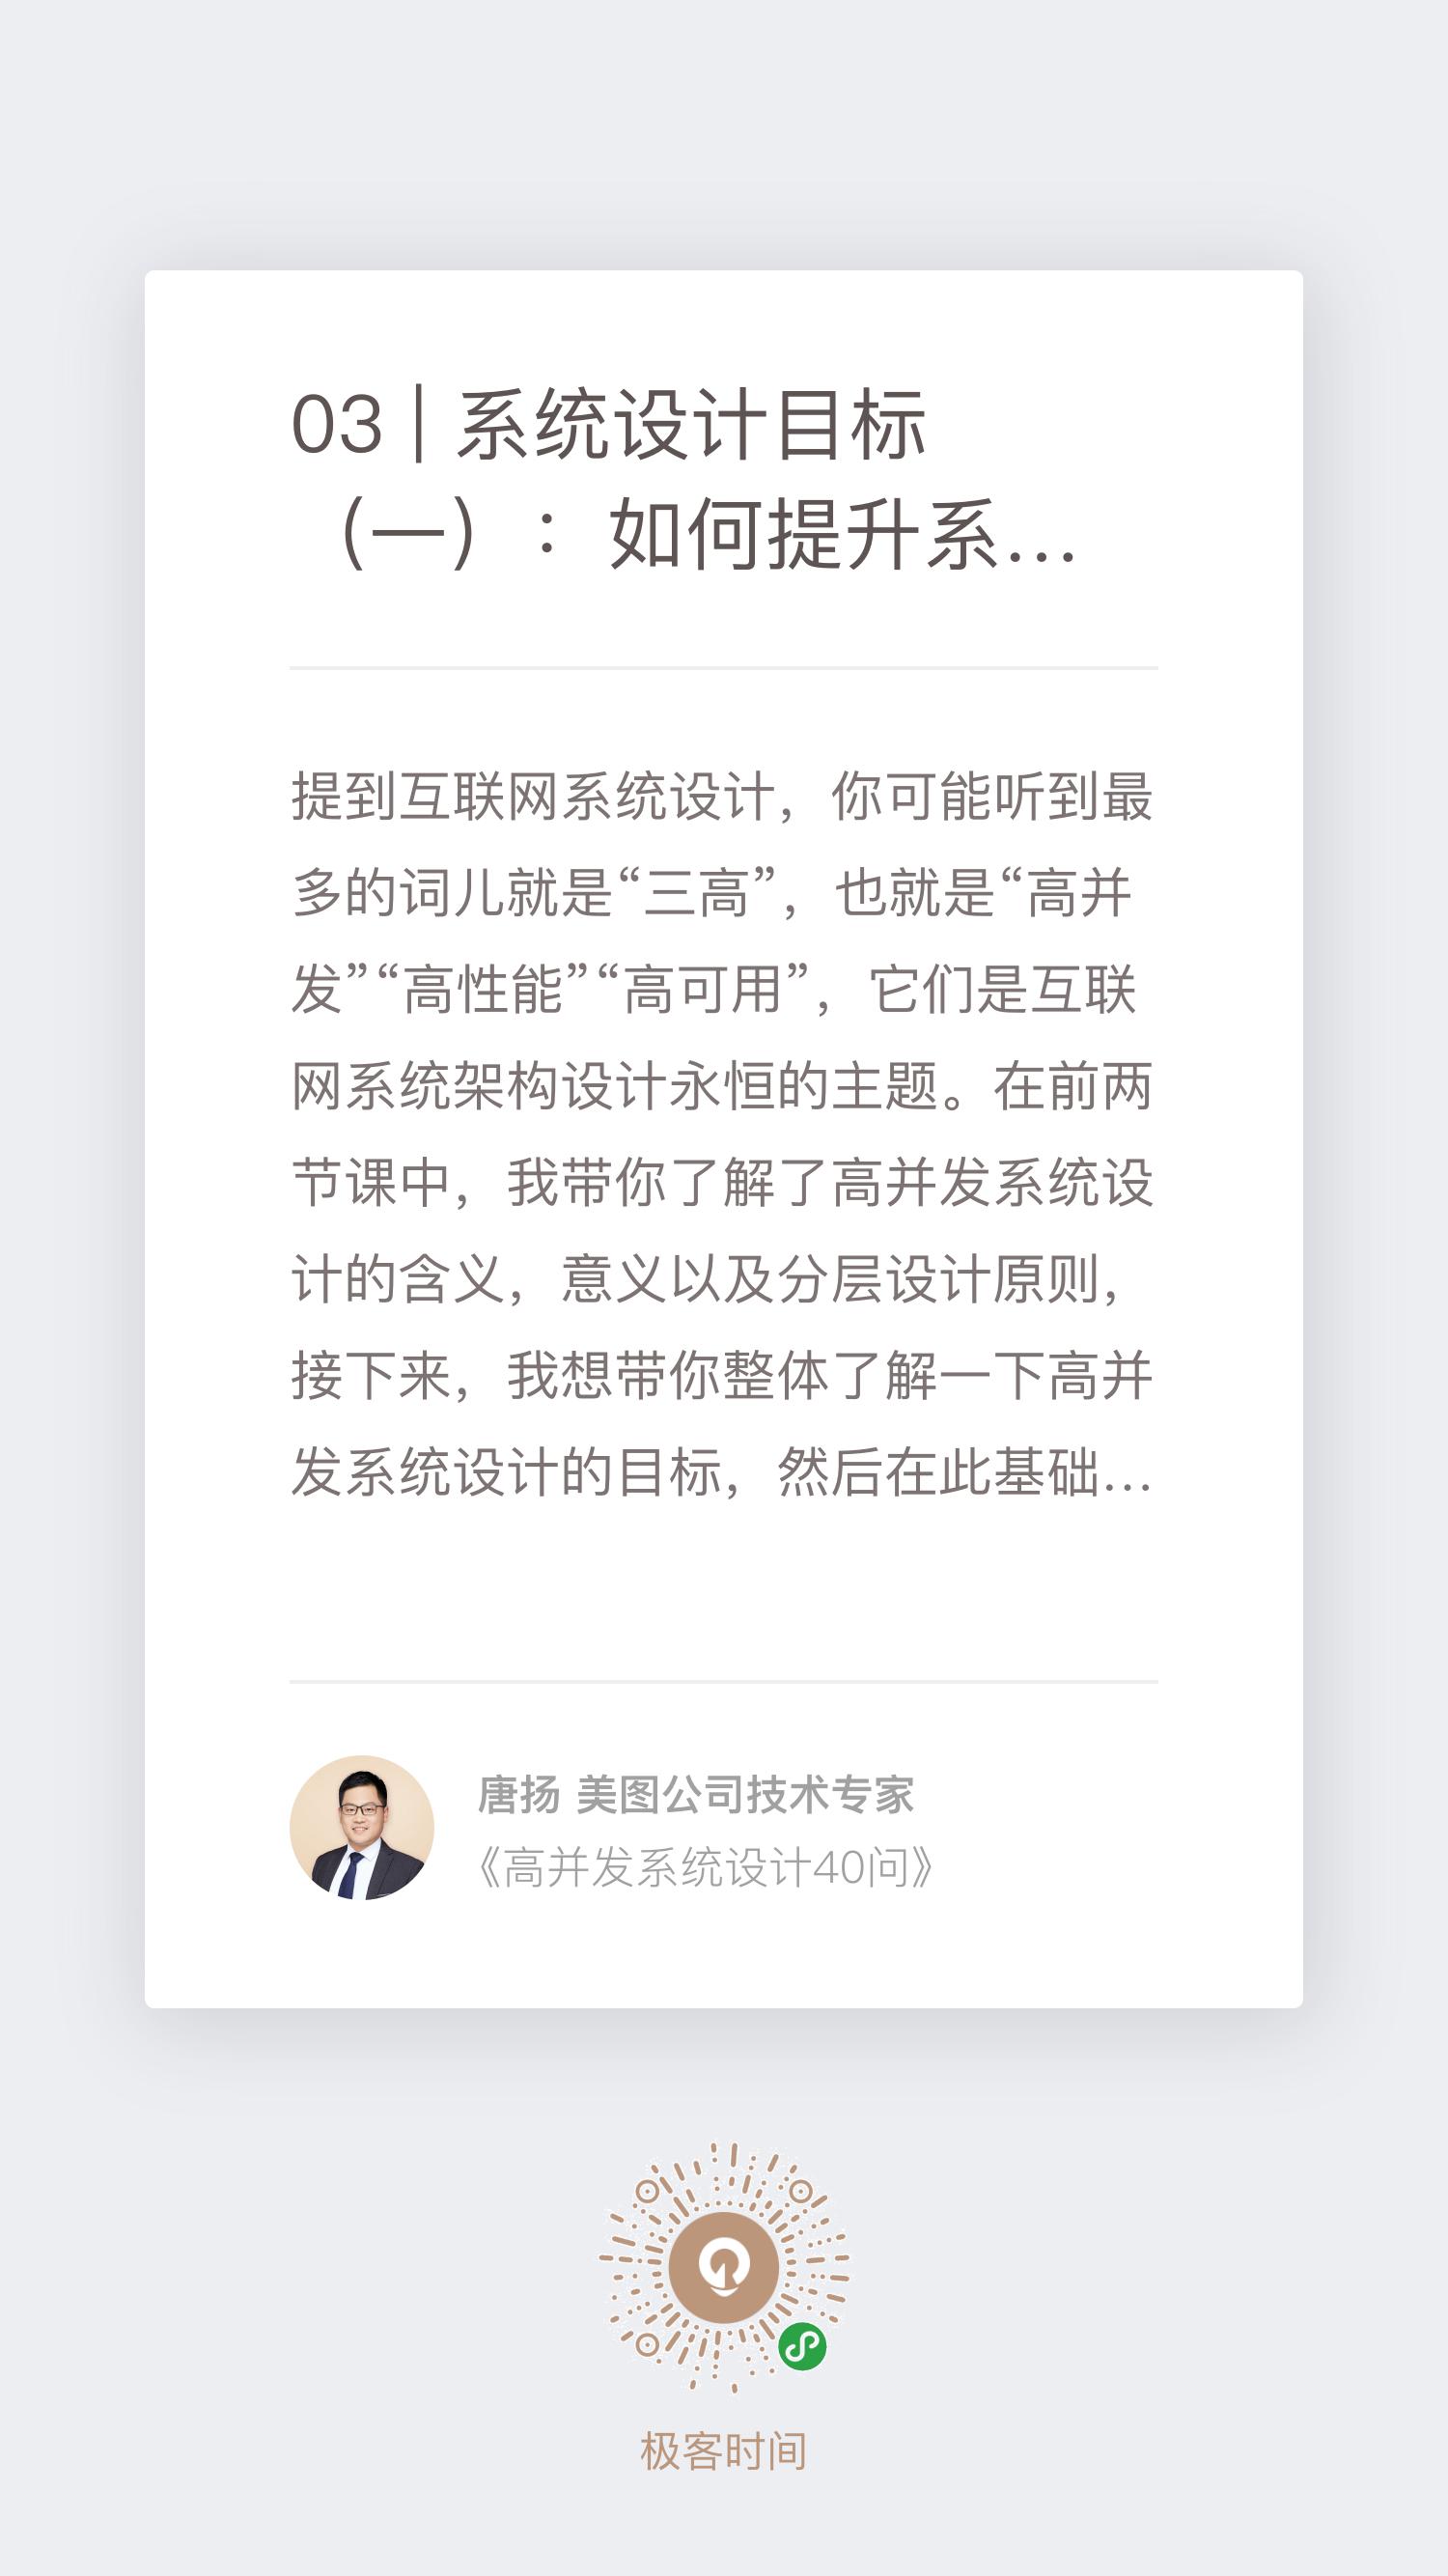 03 | 系统设计目标
（一）：如何提升系...
提到互联网系统设计，你可能听到最
多的词儿就是“三高”，也就是“高并
发”“高性能”“高可用”，它们是互联
网系统架构设计永恒的主题。在前两
节课中，我带你了解了高并发系统设
计的含义，意义以及分层设计原则，
接下来，我想带你整体了解一下高并
发系统设计的目标，然后在此基础...
唐扬 美图公司技术专家
《高并发系统设计40问》
极客时间